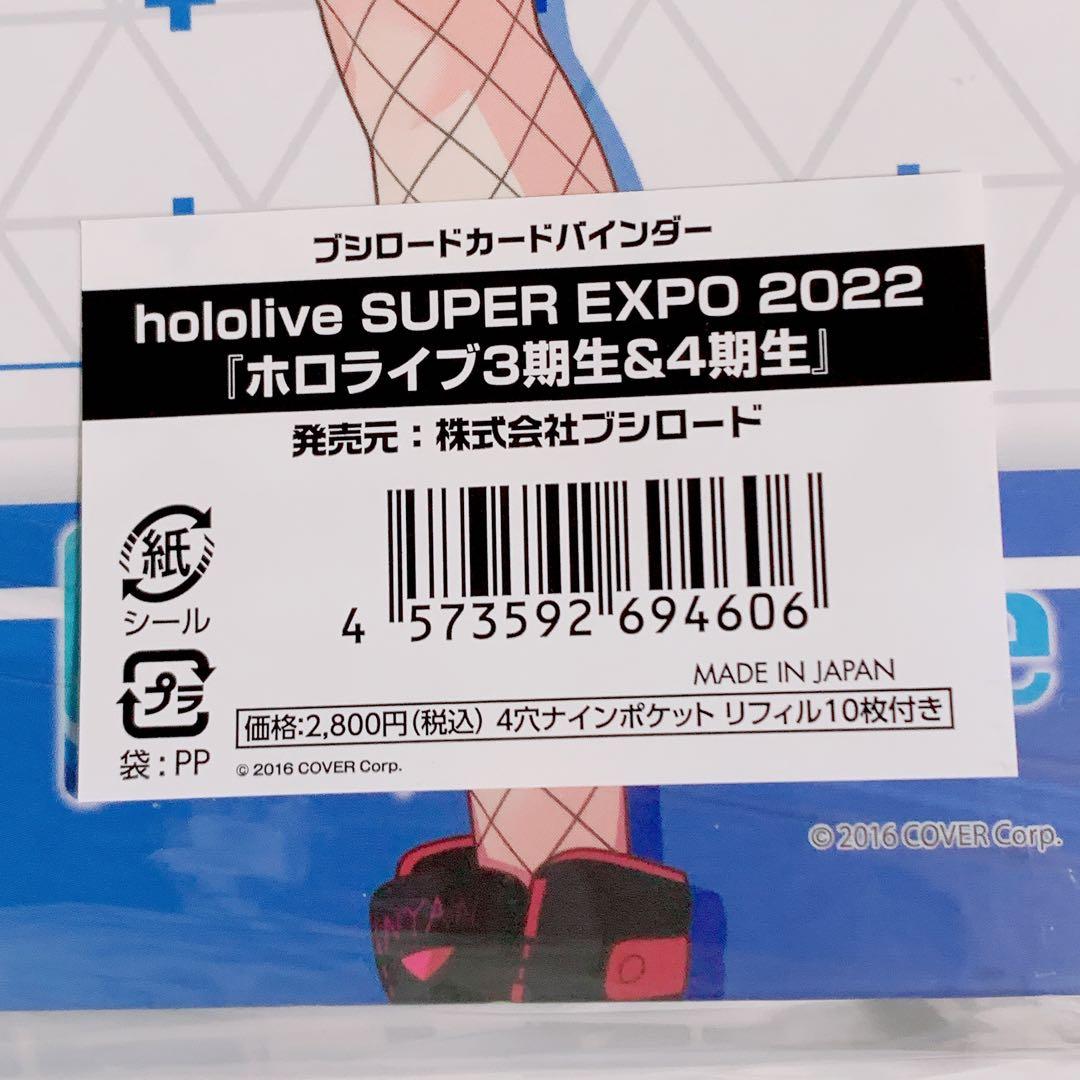 ブシロードカードバインダー
hololive SUPER EXPO 2022
『ホロライブ3期生&4期生』
発売元：株式会社ブシロード
紙
シール
4 573592 694606
プラ
MADE IN JAPAN
価格:2,800円(税込) 4穴ナインポケット リフィル10枚付き
袋：PP
© 2016 COVER Corp.
e
© 2016 COVER Corp.